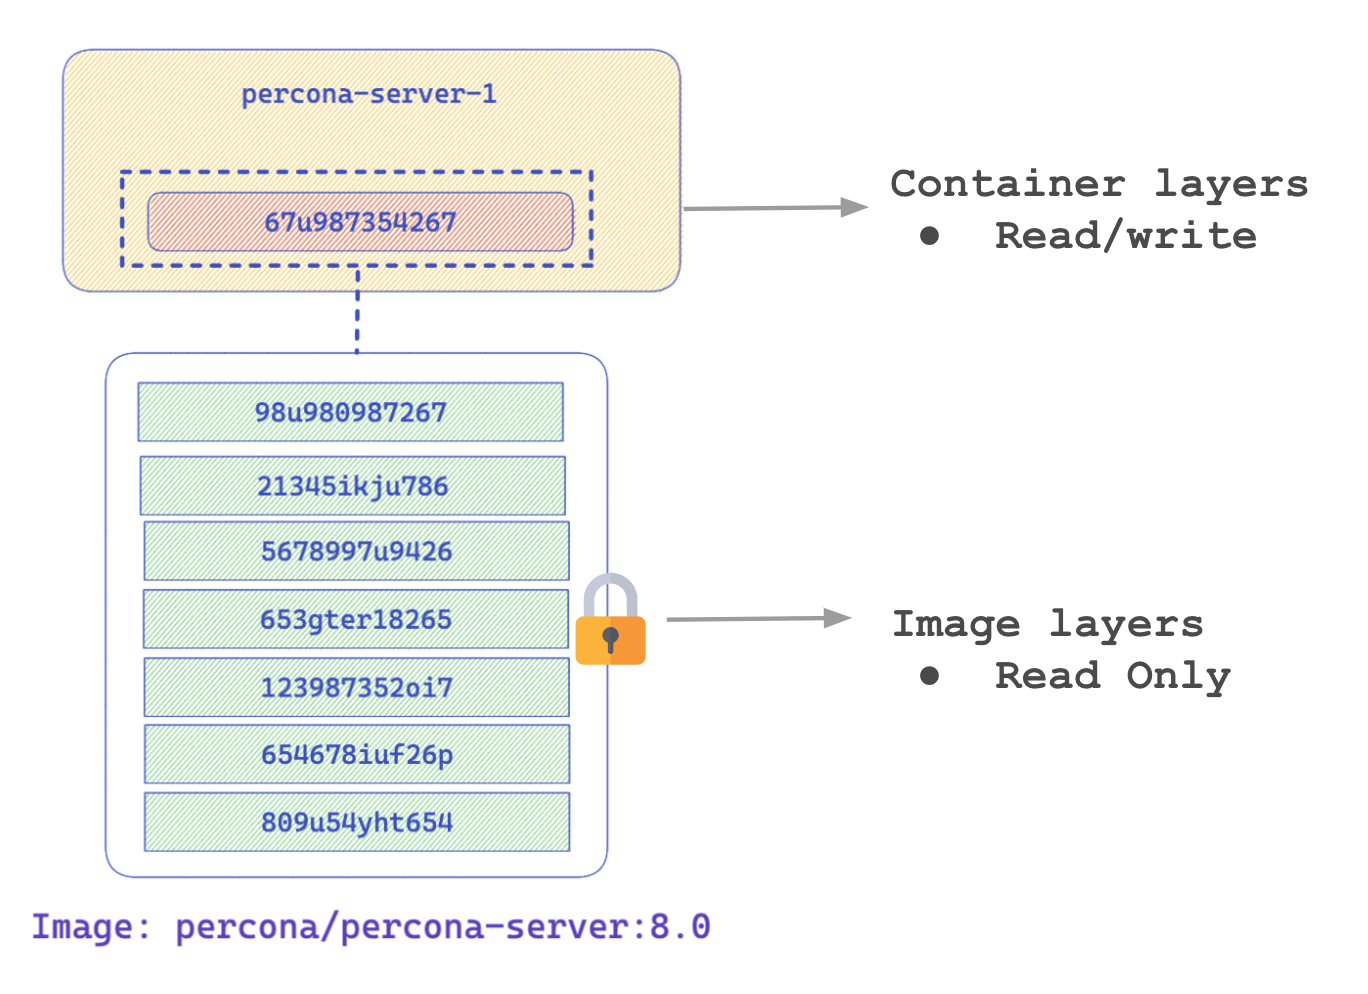 percona-server-1
67u987354267
Container layers
● Read/write
98u980987267
21345ikju786
5678997u9426
653gter18265
123987352oi7
654678iuf26p
809u54yht654
Image layers
● Read Only
Image: percona/percona-server:8.0